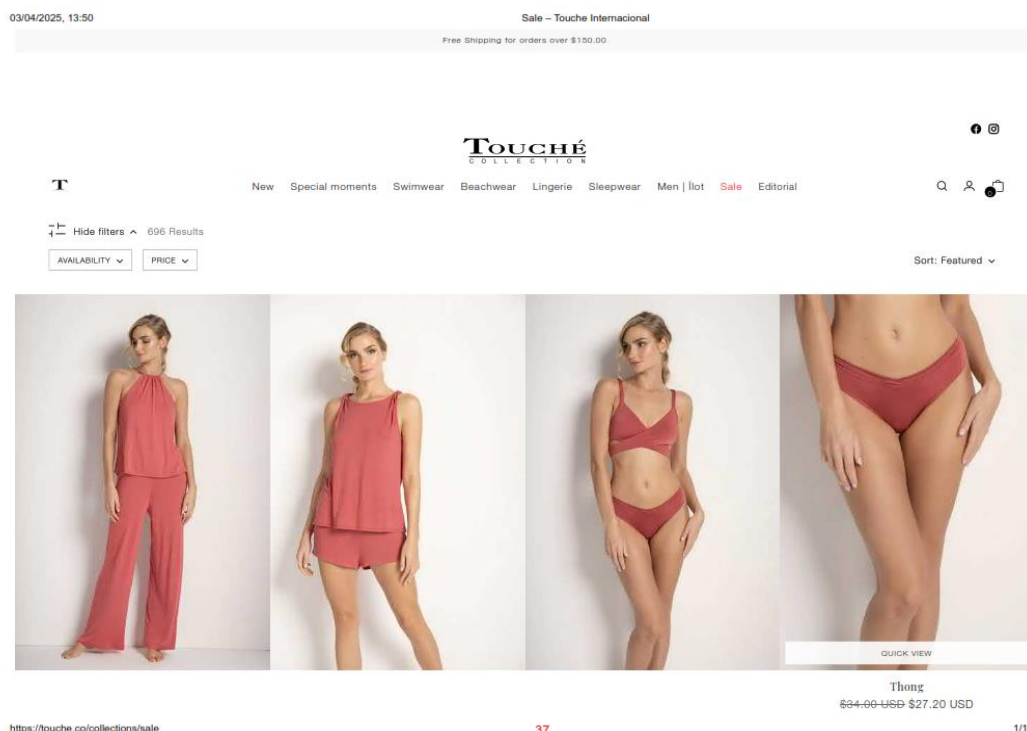 03/04/2025, 13:50 Sale – Touche Internacional
Free Shipping for orders over $150.00
TOUCHÉ
COLLECTION
T New Special moments Swimwear Beachwear Lingerie Sleepwear Men | Îlot Sale Editorial
Hide filters 696 Results
AVAILABILITY PRICE Sort: Featured
QUICK VIEW
Thong
$34.00 USD $27.20 USD
https://touche.co/collections/sale 37 1/1